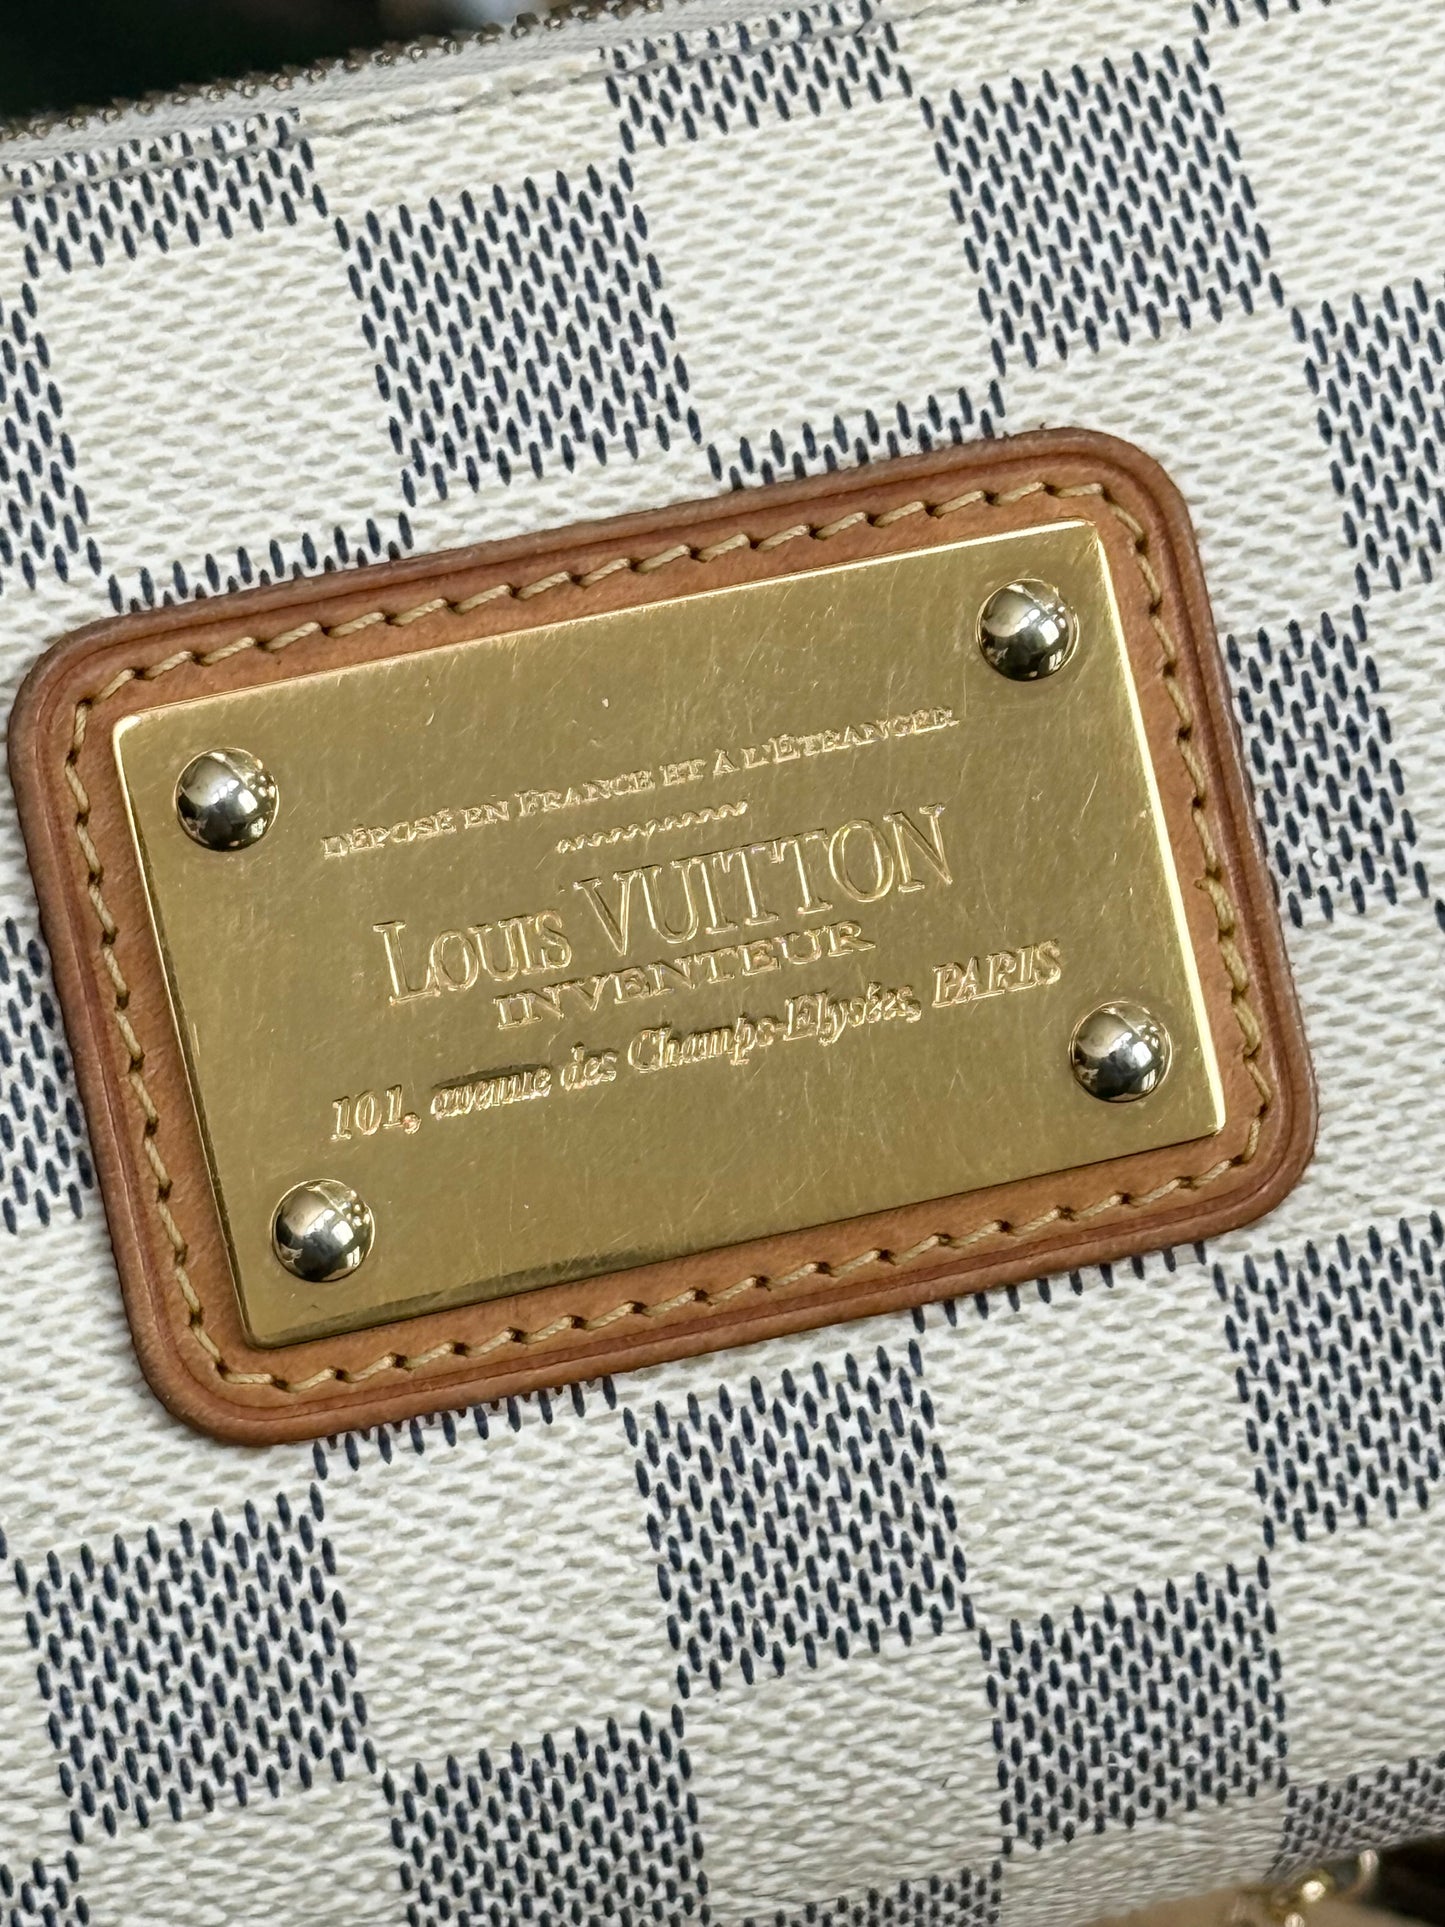 DÉPOSÉ EN FRANCE ET À L'ÉTRANGER
LOUIS VUITTON
INVENTEUR
101, avenue des Champs-Elysées, PARIS